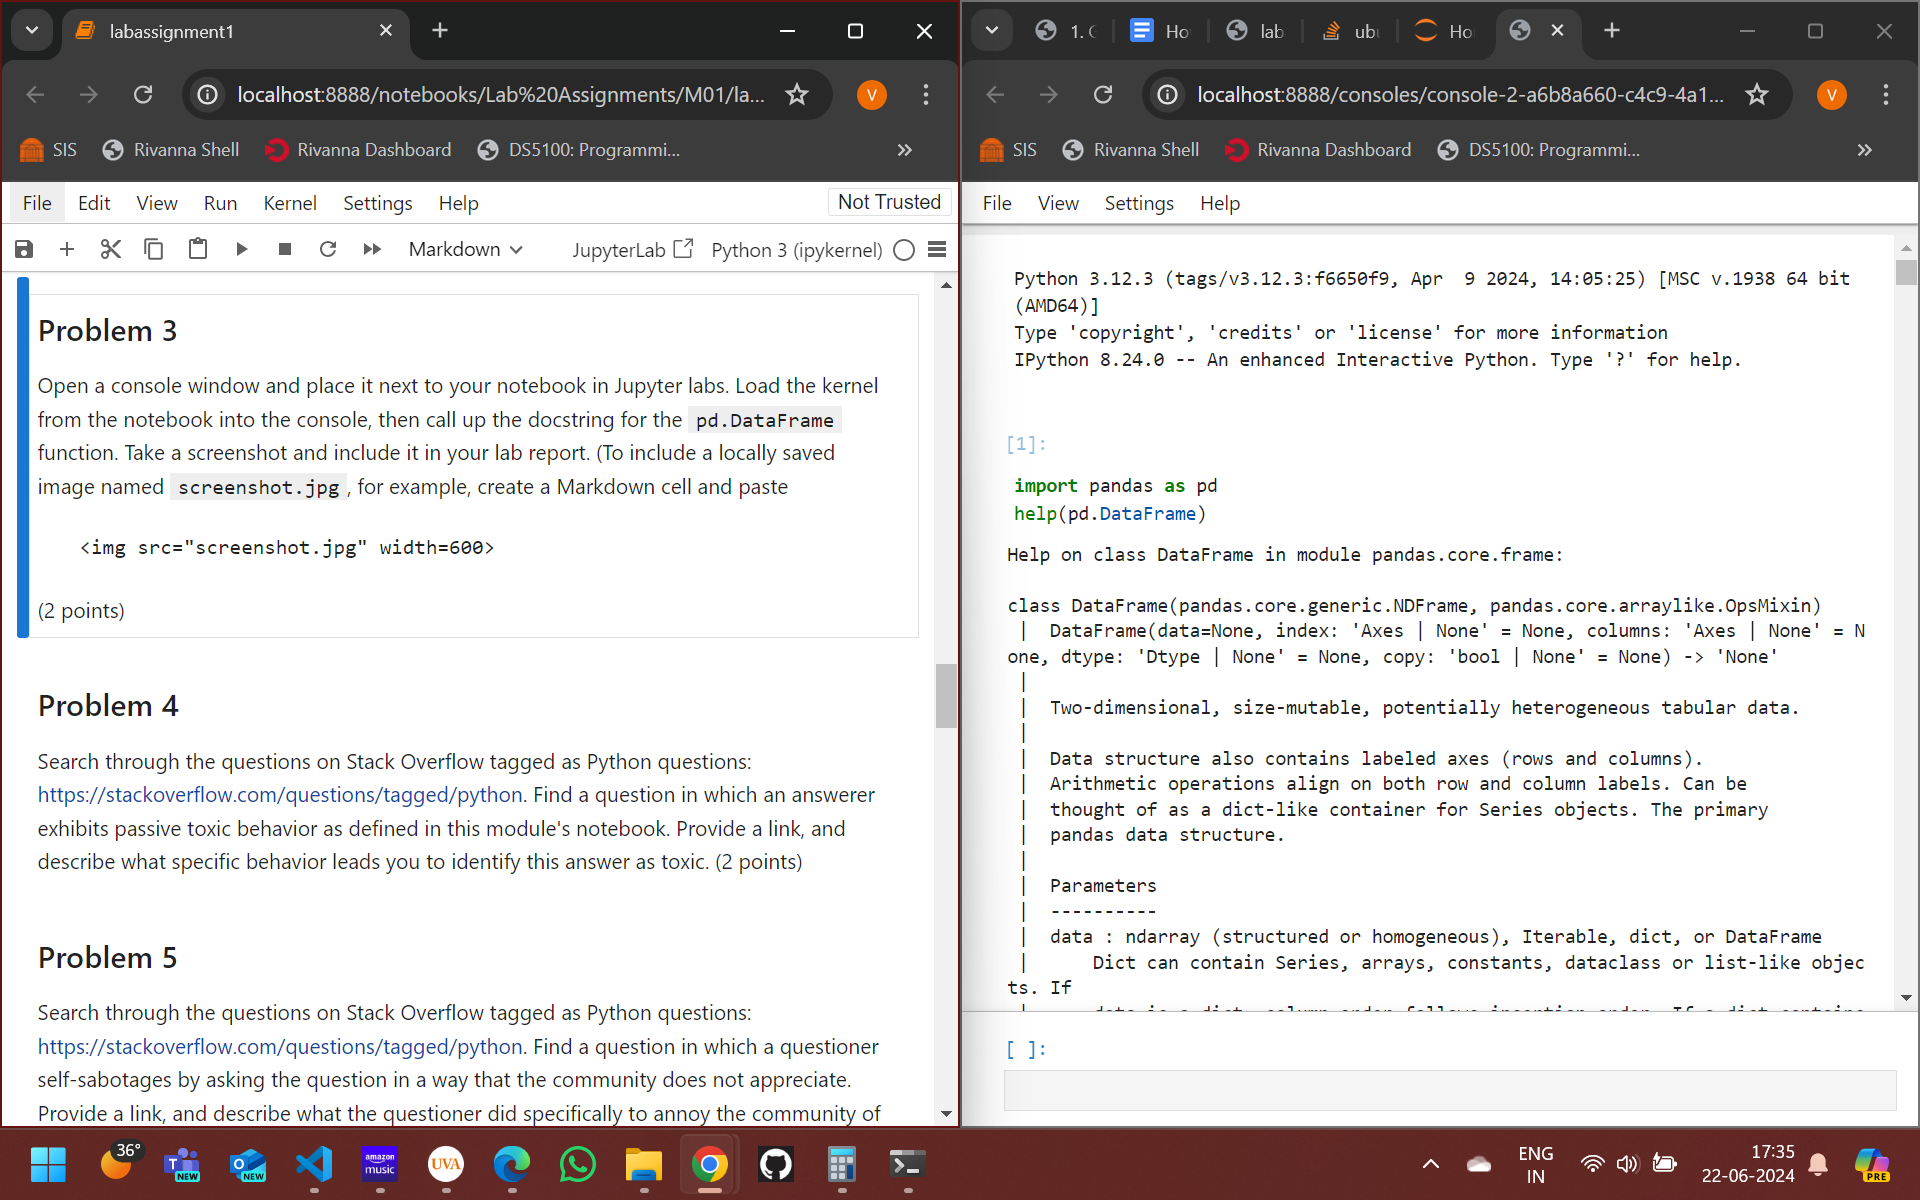 labassignment1
localhost:8888/notebooks/Lab%20Assignments/M01/la...
V
SIS
Rivanna Shell
Rivanna Dashboard
DS5100: Programmi...
»
File Edit View Run Kernel Settings Help
Not Trusted
Markdown
JupyterLab
Python 3 (ipykernel)
Problem 3
Open a console window and place it next to your notebook in Jupyter labs. Load the kernel
from the notebook into the console, then call up the docstring for the pd.DataFrame
function. Take a screenshot and include it in your lab report. (To include a locally saved
image named screenshot.jpg, for example, create a Markdown cell and paste
<img src="screenshot.jpg" width=600>
(2 points)
Problem 4
Search through the questions on Stack Overflow tagged as Python questions:
https://stackoverflow.com/questions/tagged/python. Find a question in which an answerer
exhibits passive toxic behavior as defined in this module's notebook. Provide a link, and
describe what specific behavior leads you to identify this answer as toxic. (2 points)
Problem 5
Search through the questions on Stack Overflow tagged as Python questions:
https://stackoverflow.com/questions/tagged/python. Find a question in which a questioner
self-sabotages by asking the question in a way that the community does not appreciate.
Provide a link, and describe what the questioner did specifically to annoy the community of
1. Ho lab ubu Ho
localhost:8888/consoles/console-2-a6b8a660-c4c9-4a1...
V
SIS
Rivanna Shell
Rivanna Dashboard
DS5100: Programmi...
»
File View Settings Help
Python 3.12.3 (tags/v3.12.3:f6650f9, Apr  9 2024, 14:05:25) [MSC v.1938 64 bit
(AMD64)]
Type 'copyright', 'credits' or 'license' for more information
IPython 8.24.0 -- An enhanced Interactive Python. Type '?' for help.
[1]:
import pandas as pd
help(pd.DataFrame)
Help on class DataFrame in module pandas.core.frame:
class DataFrame(pandas.core.generic.NDFrame, pandas.core.arraylike.OpsMixin)
 |  DataFrame(data=None, index: 'Axes | None' = None, columns: 'Axes | None' = N
one, dtype: 'Dtype | None' = None, copy: 'bool | None' = None) -> 'None'
 |
 |  Two-dimensional, size-mutable, potentially heterogeneous tabular data.
 |
 |  Data structure also contains labeled axes (rows and columns).
 |  Arithmetic operations align on both row and column labels. Can be
 |  thought of as a dict-like container for Series objects. The primary
 |  pandas data structure.
 |
 |  Parameters
 |  ----------
 |  data : ndarray (structured or homogeneous), Iterable, dict, or DataFrame
 |      Dict can contain Series, arrays, constants, dataclass or list-like objec
ts. If
[ ]:
36°
NEW
NEW
amazon music
UVA
ENG
IN
17:35
22-06-2024
PRE